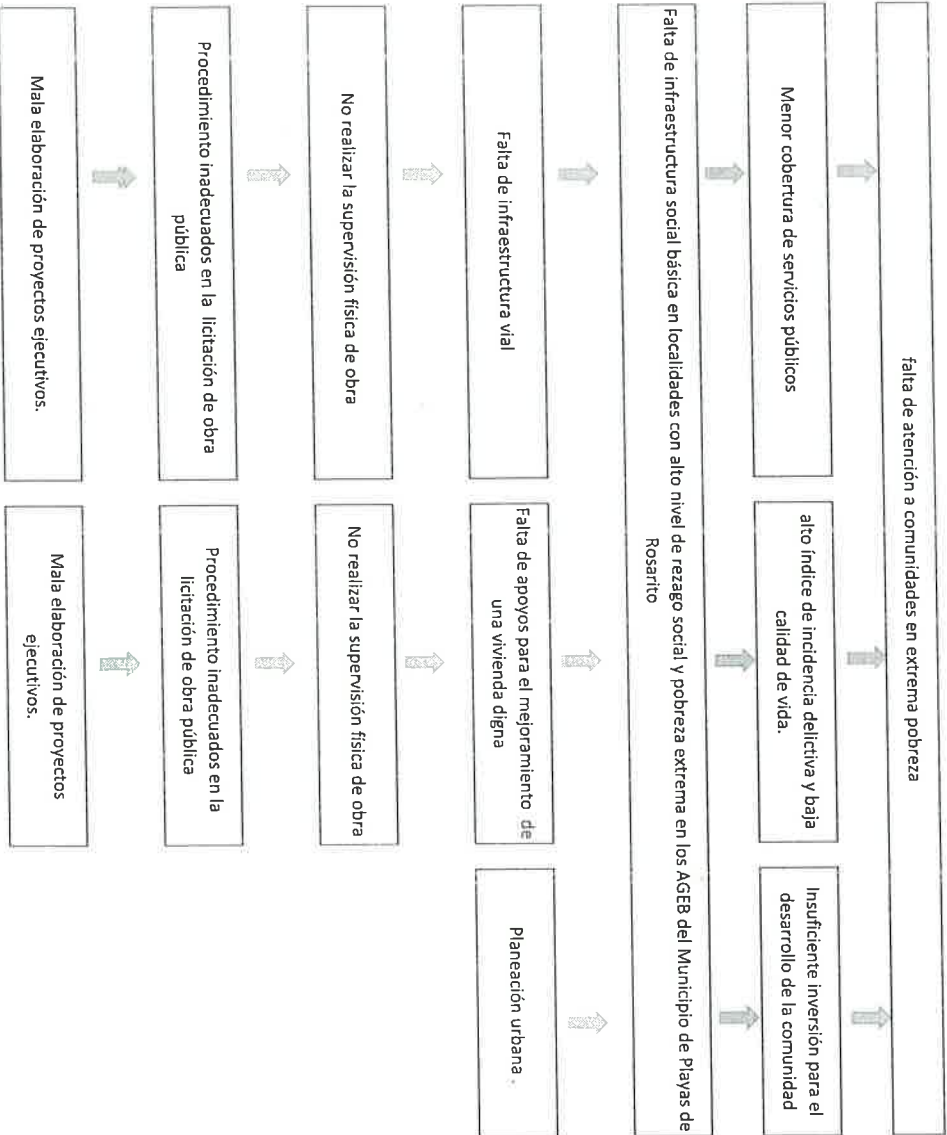 falta de atención a comunidades en extrema pobreza
Menor cobertura de servicios públicos
alto índice de incidencia delictiva y baja
calidad de vida.
Insuficiente inversión para el
desarrollo de la comunidad
Falta de infraestructura social básica en localidades con alto nivel de rezago social y pobreza extrema en los AGEB del Municipio de Playas de
Rosarito
Falta de infraestructura vial
Falta de apoyos para el mejoramiento de
una vivienda digna
Planeación urbana .
No realizar la supervisión física de obra
No realizar la supervisión física de obra
Procedimiento inadecuados en la licitación de obra
pública
Procedimiento inadecuados en la
licitación de obra pública
Mala elaboración de proyectos ejecutivos.
Mala elaboración de proyectos
ejecutivos.